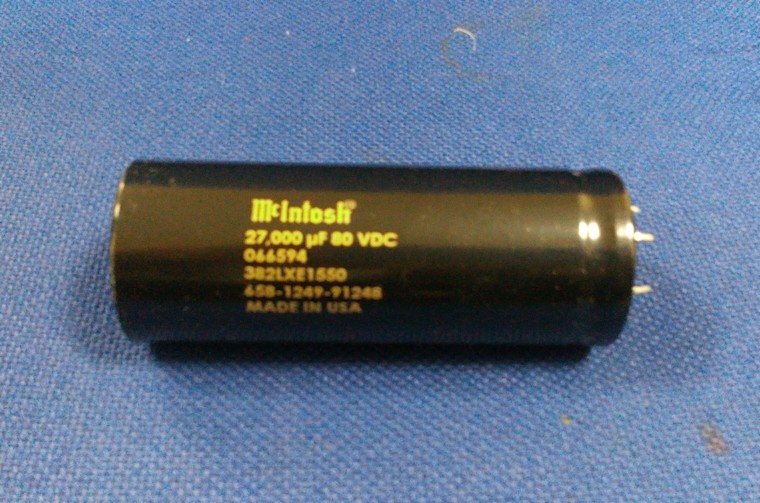 McIntosh®
27,000 µF 80 VDC
066594
382LXE1550
658-1249-91248
MADE IN USA